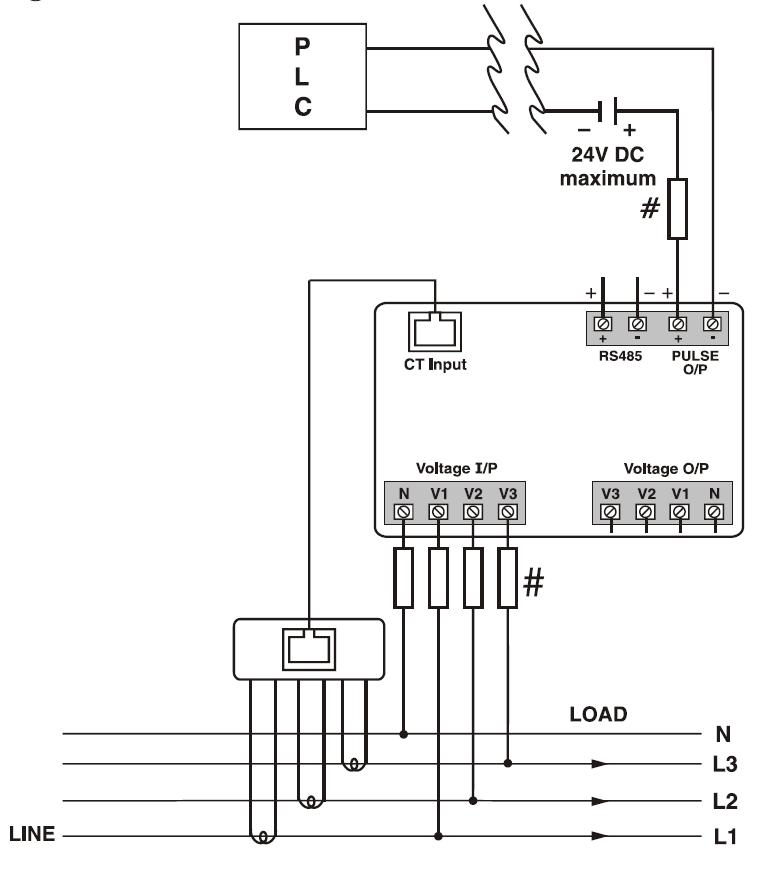 P
L
C
− +
24V DC
maximum
#
+ − + −
+ - + -
RS485 PULSE
O/P
CT Input
Voltage I/P Voltage O/P
N V1 V2 V3 V3 V2 V1 N
#
LOAD
N
L3
L2
LINE L1